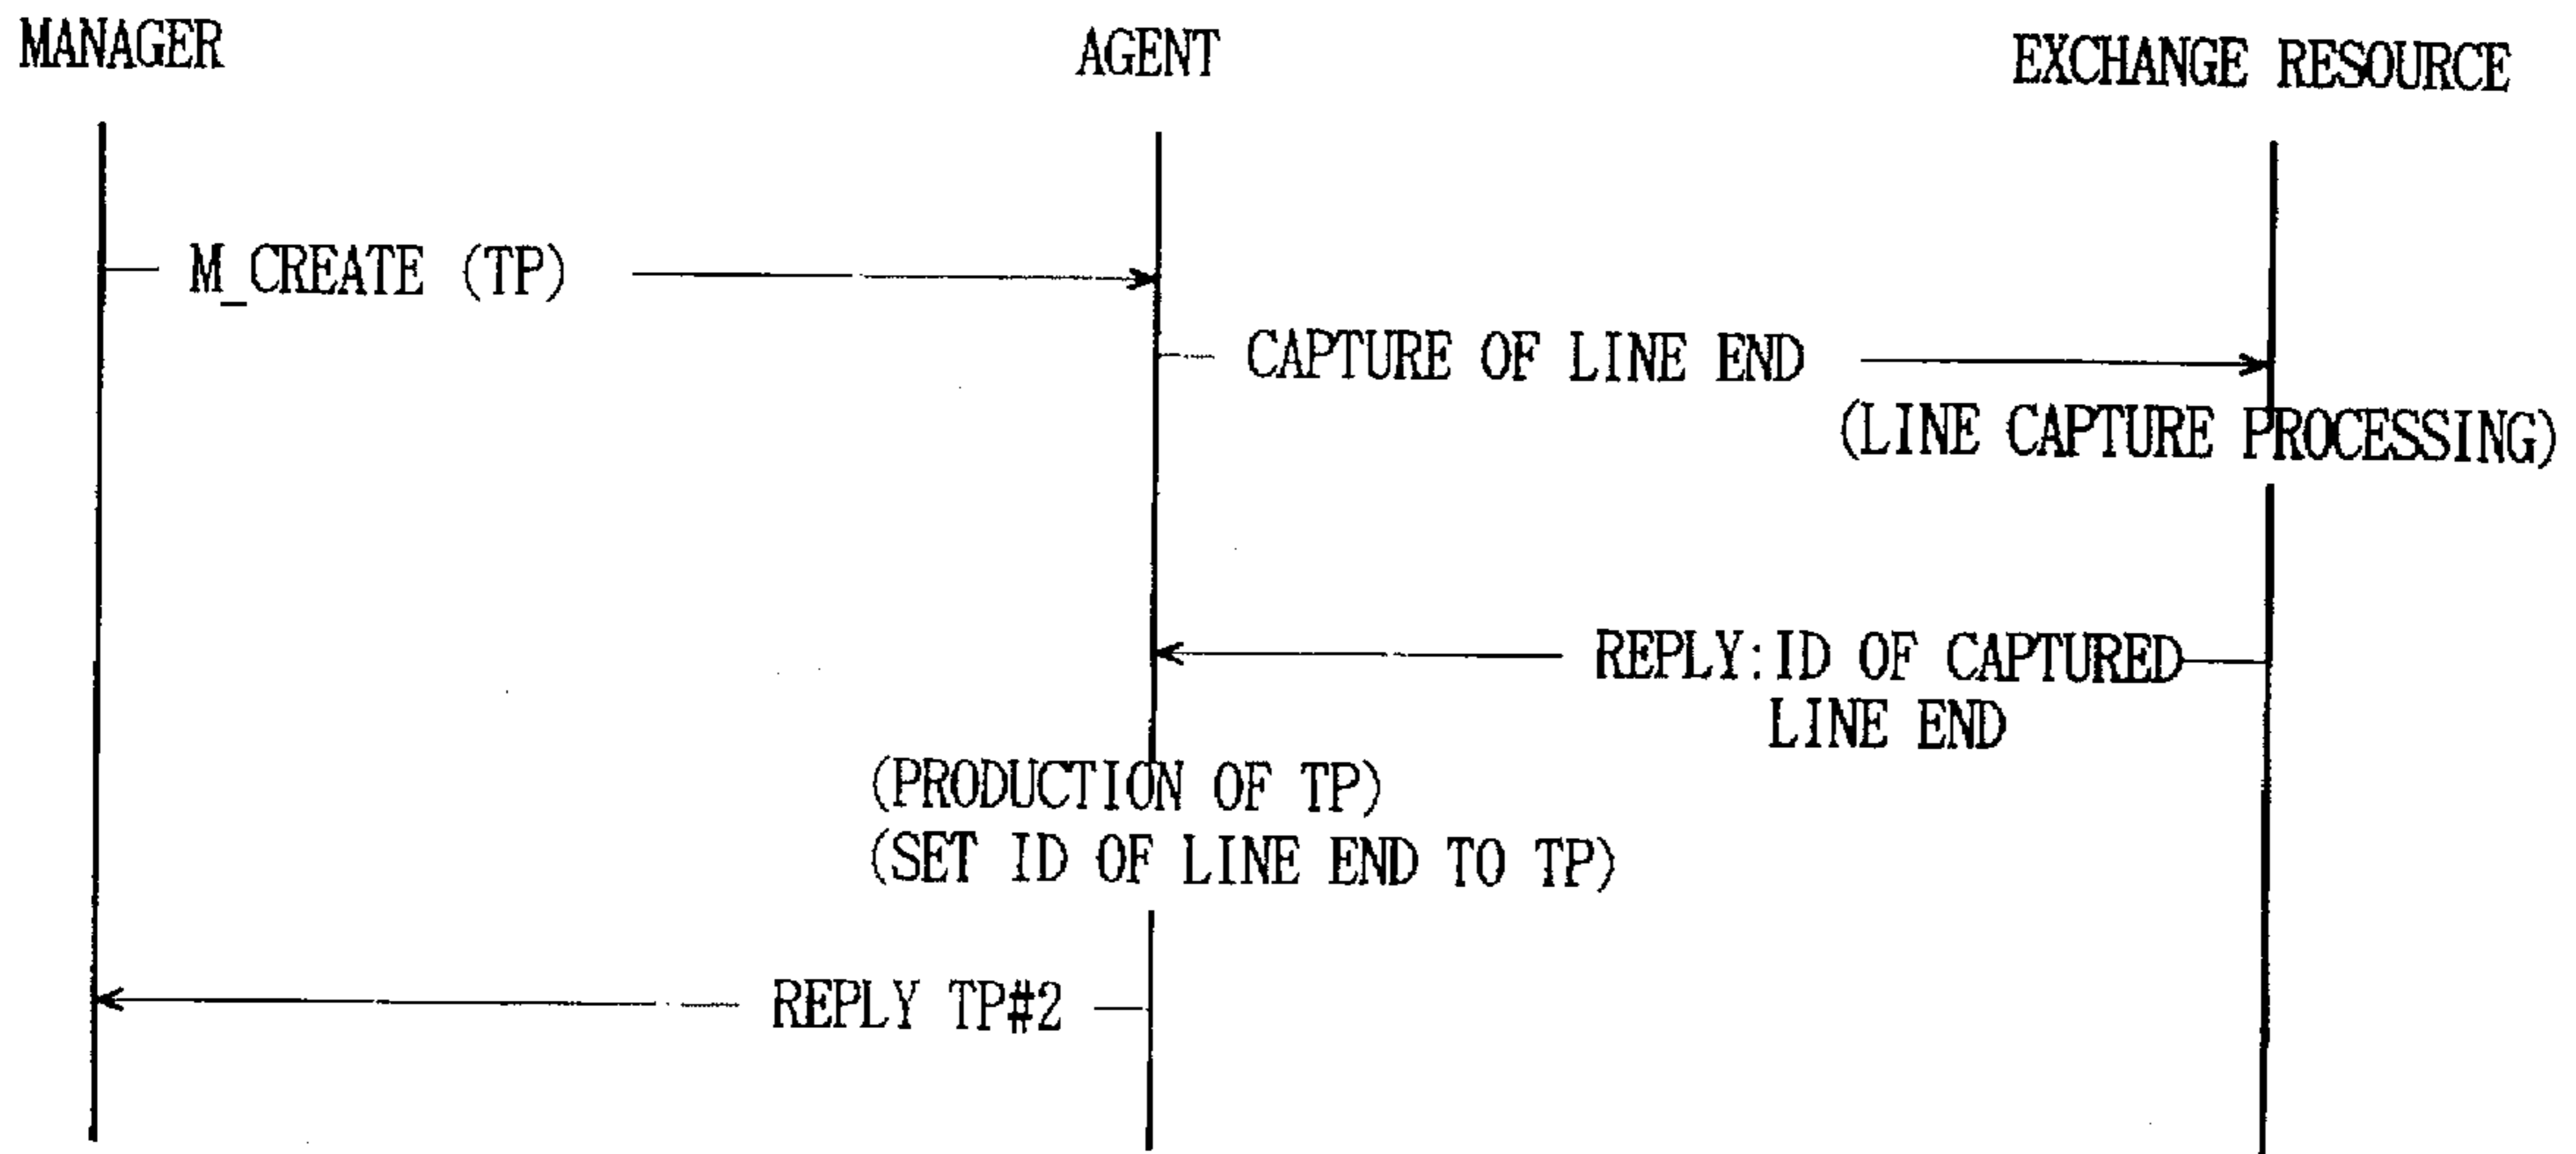 MANAGER
AGENT
EXCHANGE RESOURCE
M_CREATE (TP)
CAPTURE OF LINE END
(LINE CAPTURE PROCESSING)
REPLY:ID OF CAPTURED
LINE END
(PRODUCTION OF TP)
(SET ID OF LINE END TO TP)
REPLY TP#2